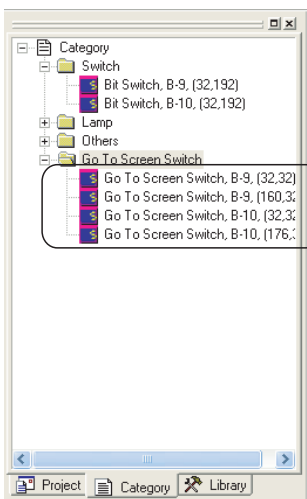 Category
Switch
Bit Switch, B-9, (32,192)
Bit Switch, B-10, (32,192)
Lamp
Others
Go To Screen Switch
Go To Screen Switch, B-9, (32,32)
Go To Screen Switch, B-9, (160,32
Go To Screen Switch, B-10, (32,32
Go To Screen Switch, B-10, (176,3
Project Category Library